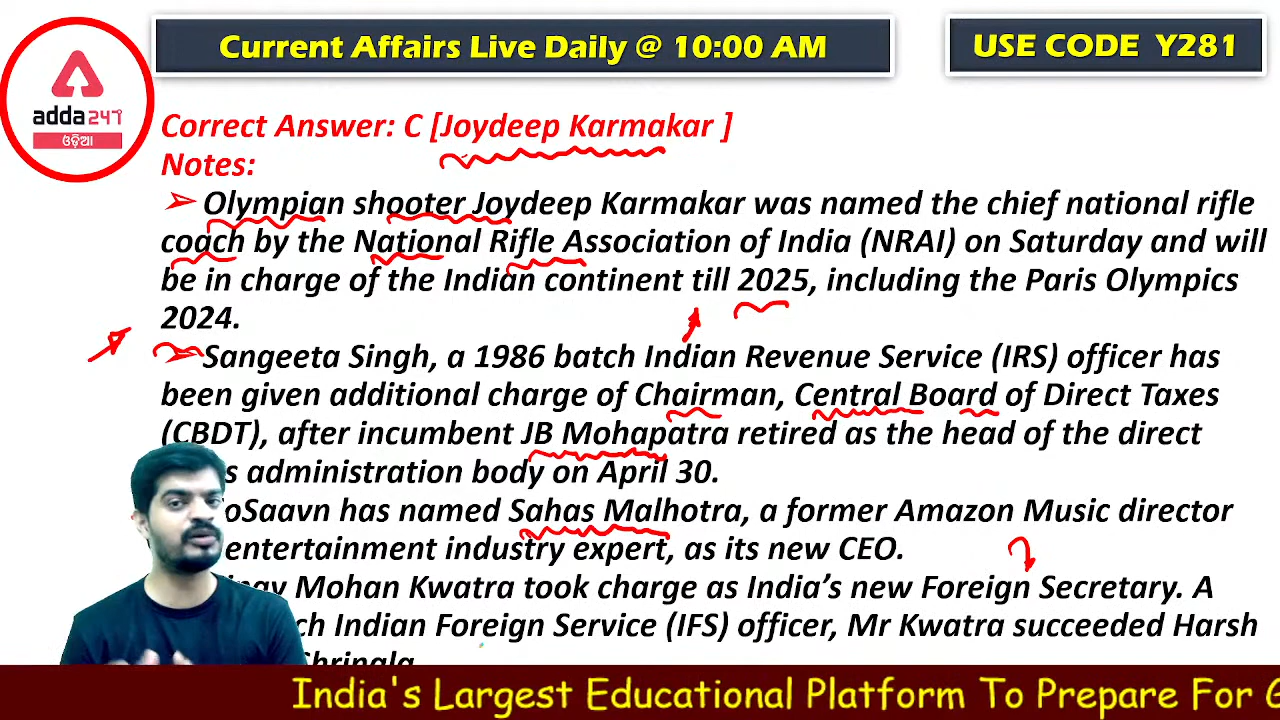 Current Affairs Live Daily @ 10:00 AM
USE CODE Y281
adda247
ଓଡ଼ିଆ
Correct Answer: C [Joydeep Karmakar ]
Notes:
➢ Olympian shooter Joydeep Karmakar was named the chief national rifle
coach by the National Rifle Association of India (NRAI) on Saturday and will
be in charge of the Indian continent till 2025, including the Paris Olympics
2024.
➢Sangeeta Singh, a 1986 batch Indian Revenue Service (IRS) officer has
been given additional charge of Chairman, Central Board of Direct Taxes
(CBDT), after incumbent JB Mohapatra retired as the head of the direct
administration body on April 30.
has named Sahas Malhotra, a former Amazon Music director
entertainment industry expert, as its new CEO.
Mohan Kwatra took charge as India's new Foreign Secretary. A
Indian Foreign Service (IFS) officer, Mr Kwatra succeeded Harsh
India's Largest Educational Platform To Prepare For